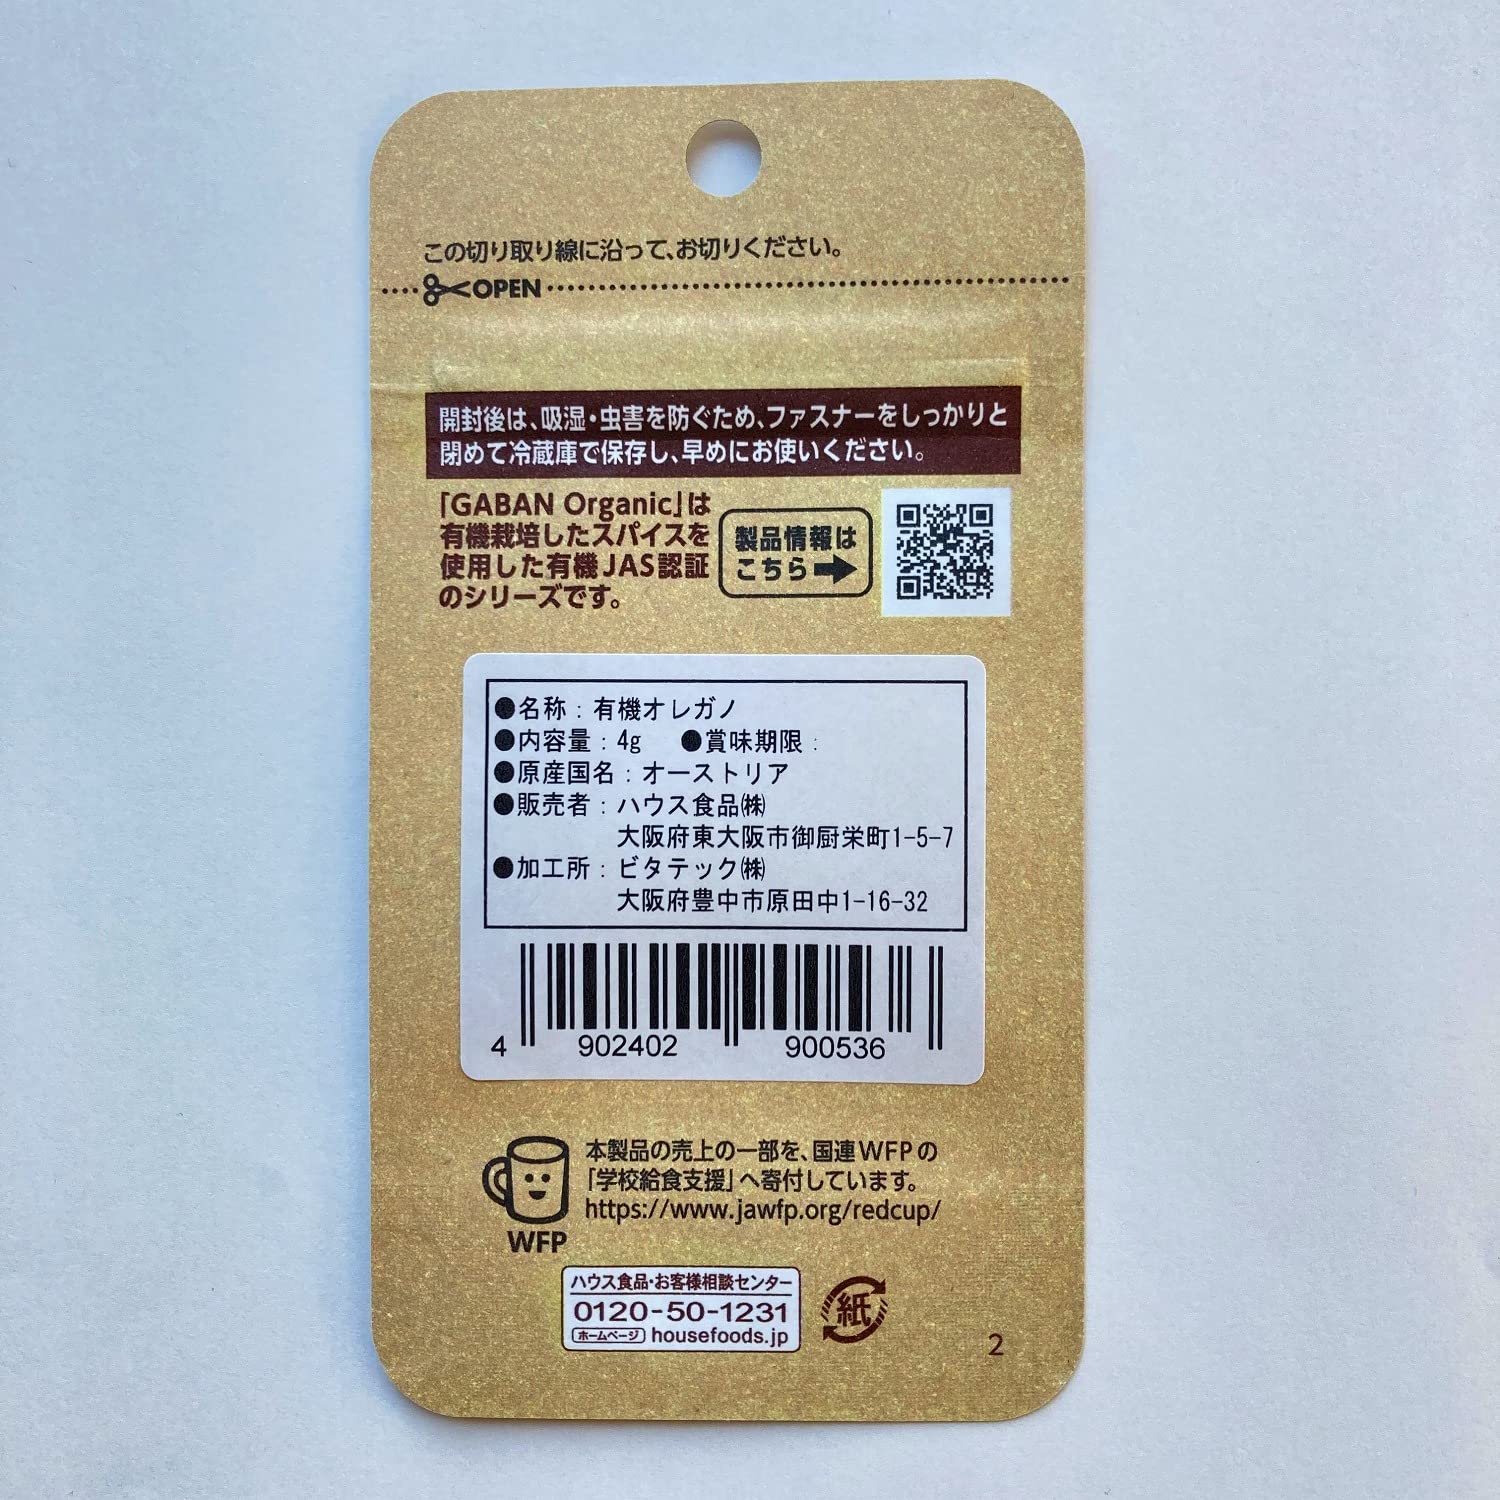 この切り取り線に沿って、お切りください。
OPEN
開封後は、吸湿・虫害を防ぐため、ファスナーをしっかりと
閉めて冷蔵庫で保存し、早めにお使いください。
「GABAN Organic」は
有機栽培したスパイスを
使用した有機JAS認証
のシリーズです。
製品情報は
こちら
●名称：有機オレガノ
●内容量：4g ●賞味期限：
●原産国名：オーストリア
●販売者：ハウス食品㈱
大阪府東大阪市御厨栄町1-5-7
●加工所：ビタテック㈱
大阪府豊中市原田中1-16-32
4 902402 900536
本製品の売上の一部を、国連WFPの
「学校給食支援」へ寄付しています。
https://www.jawfp.org/redcup/
WFP
ハウス食品・お客様相談センター
0120-50-1231
ホームページ housefoods.jp
紙
2